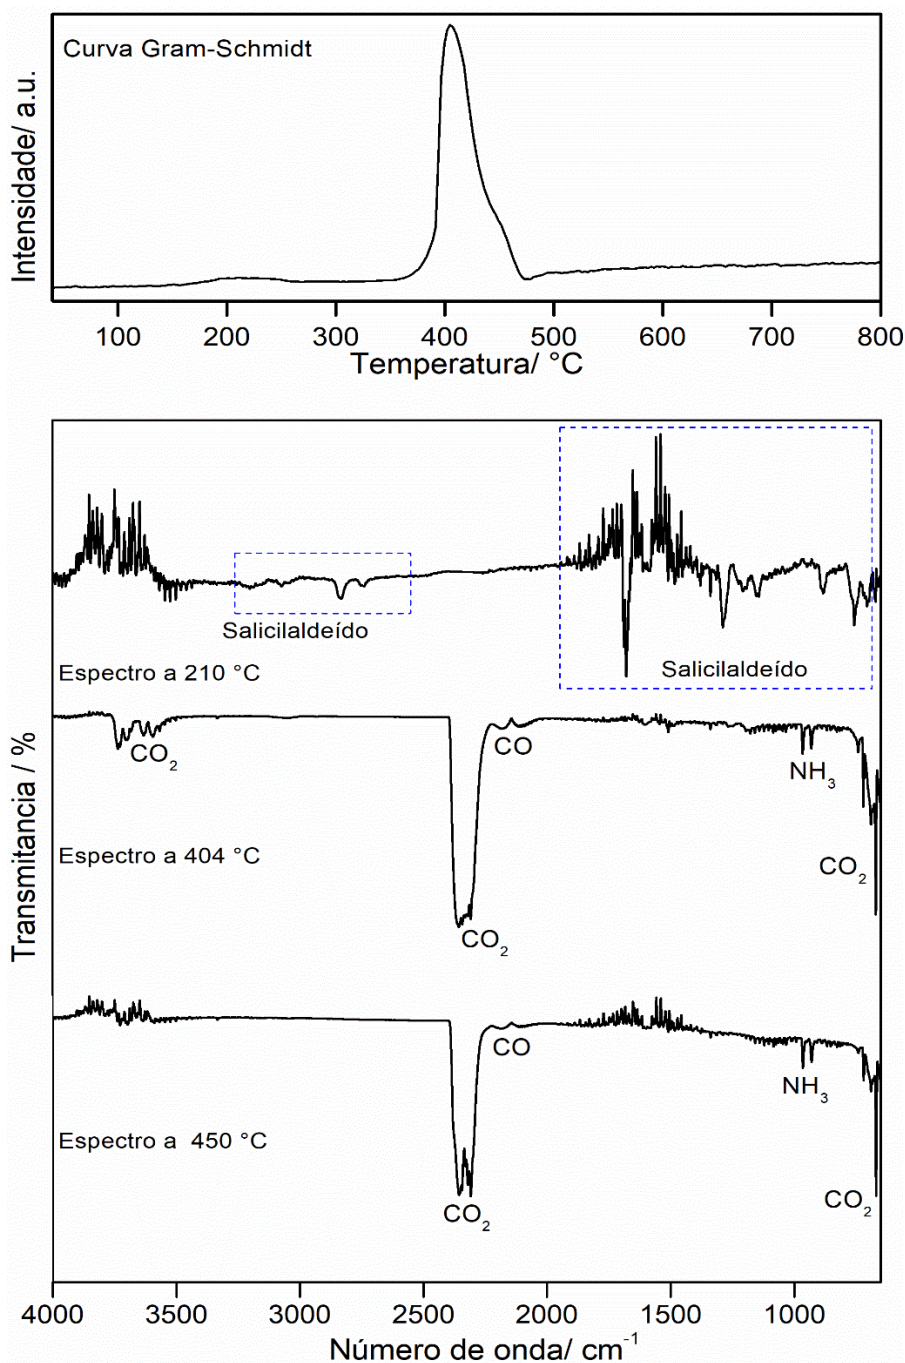 Curva Gram-Schmidt
Intensidade/ a.u.
100 200 300 400 500 600 700 800
Temperatura/ °C
Salicilaldeído
Salicilaldeído
Espectro a 210 °C
CO₂
CO
NH₃
Espectro a 404 °C
CO₂
CO₂
CO
NH₃
Espectro a 450 °C
CO₂
CO₂
Transmitancia / %
4000 3500 3000 2500 2000 1500 1000
Número de onda/ cm⁻¹